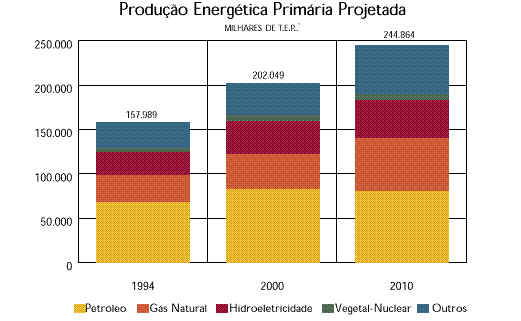 Produção Energética Primária Projetada
MILHARES DE T.E.P..*
250.000
244.864
202.049
200.000
157.989
150.000
100.000
50.000
0
1994 2000 2010
Petróleo Gás Natural Hidroeletricidade Vegetal-Nuclear Outros